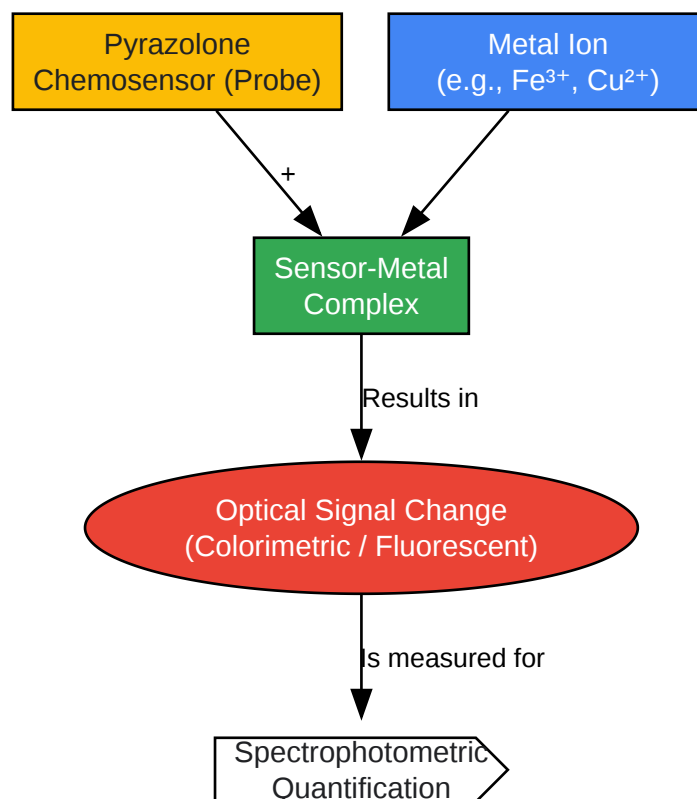 Pyrazolone
Chemosensor (Probe)
Metal Ion
(e.g., Fe³⁺, Cu²⁺)
+
Sensor-Metal
Complex
Results in
Optical Signal Change
(Colorimetric / Fluorescent)
Is measured for
Spectrophotometric
Quantification